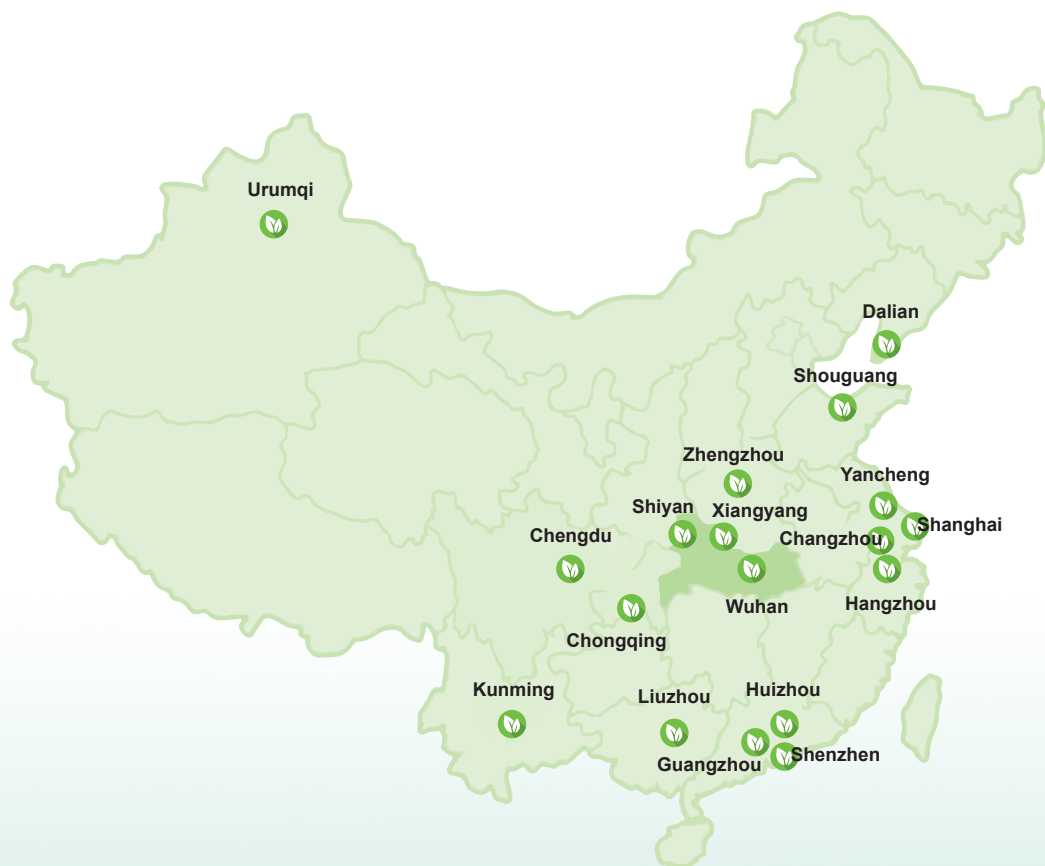 Urumqi
Dalian
Shouguang
Zhengzhou
Yancheng
Shiyan
Xiangyang
Shanghai
Chengdu
Changzhou
Wuhan
Hangzhou
Chongqing
Kunming
Liuzhou
Huizhou
Guangzhou
Shenzhen